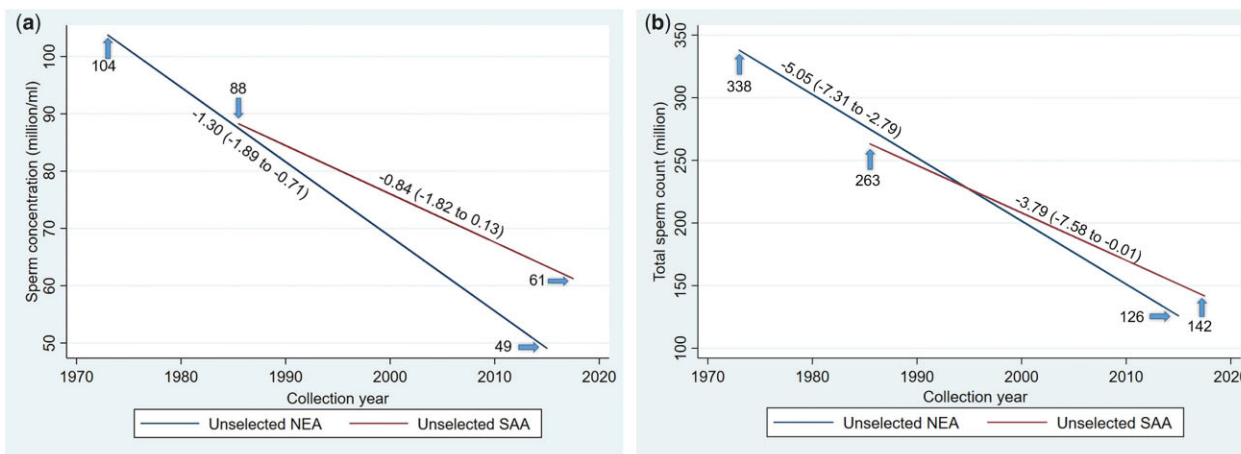 (a)
Sperm concentration (million/ml)
100
90
80
70
60
50
104
88
-1.30 (-1.89 to -0.71)
-0.84 (-1.82 to 0.13)
61
49
1970 1980 1990 2000 2010 2020
Collection year
Unselected NEA Unselected SAA
(b)
Total sperm count (million)
350
300
250
200
150
100
338
-5.05 (-7.31 to -2.79)
263
-3.79 (-7.58 to -0.01)
126
142
1970 1980 1990 2000 2010 2020
Collection year
Unselected NEA Unselected SAA